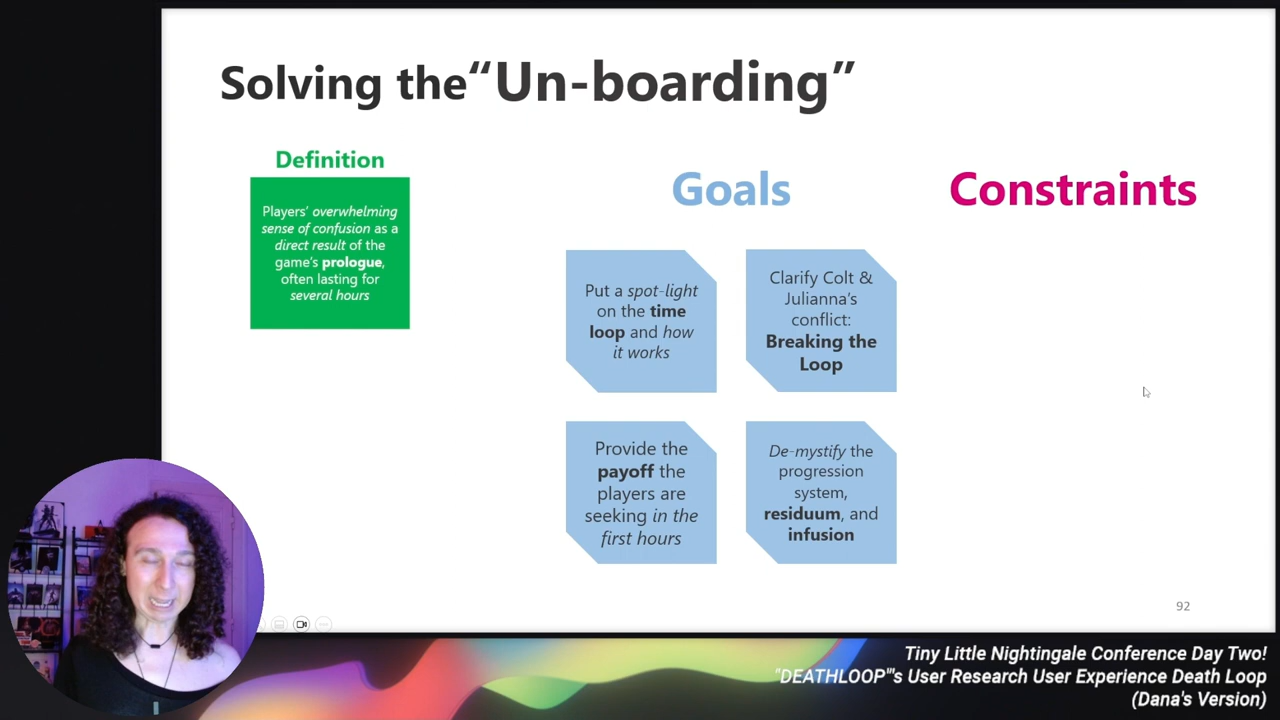 Solving the“Un-boarding”
Definition
Players’ overwhelming
sense of confusion as a
direct result of the
game’s prologue,
often lasting for
several hours
Goals
Constraints
Put a spot-light
on the time
loop and how
it works
Clarify Colt &
Julianna’s
conflict:
Breaking the
Loop
Provide the
payoff the
players are
seeking in the
first hours
De-mystify the
progression
system,
residuum, and
infusion
92
Tiny Little Nightingale Conference Day Two!
"DEATHLOOP"'s User Research User Experience Death Loop
(Dana's Version)